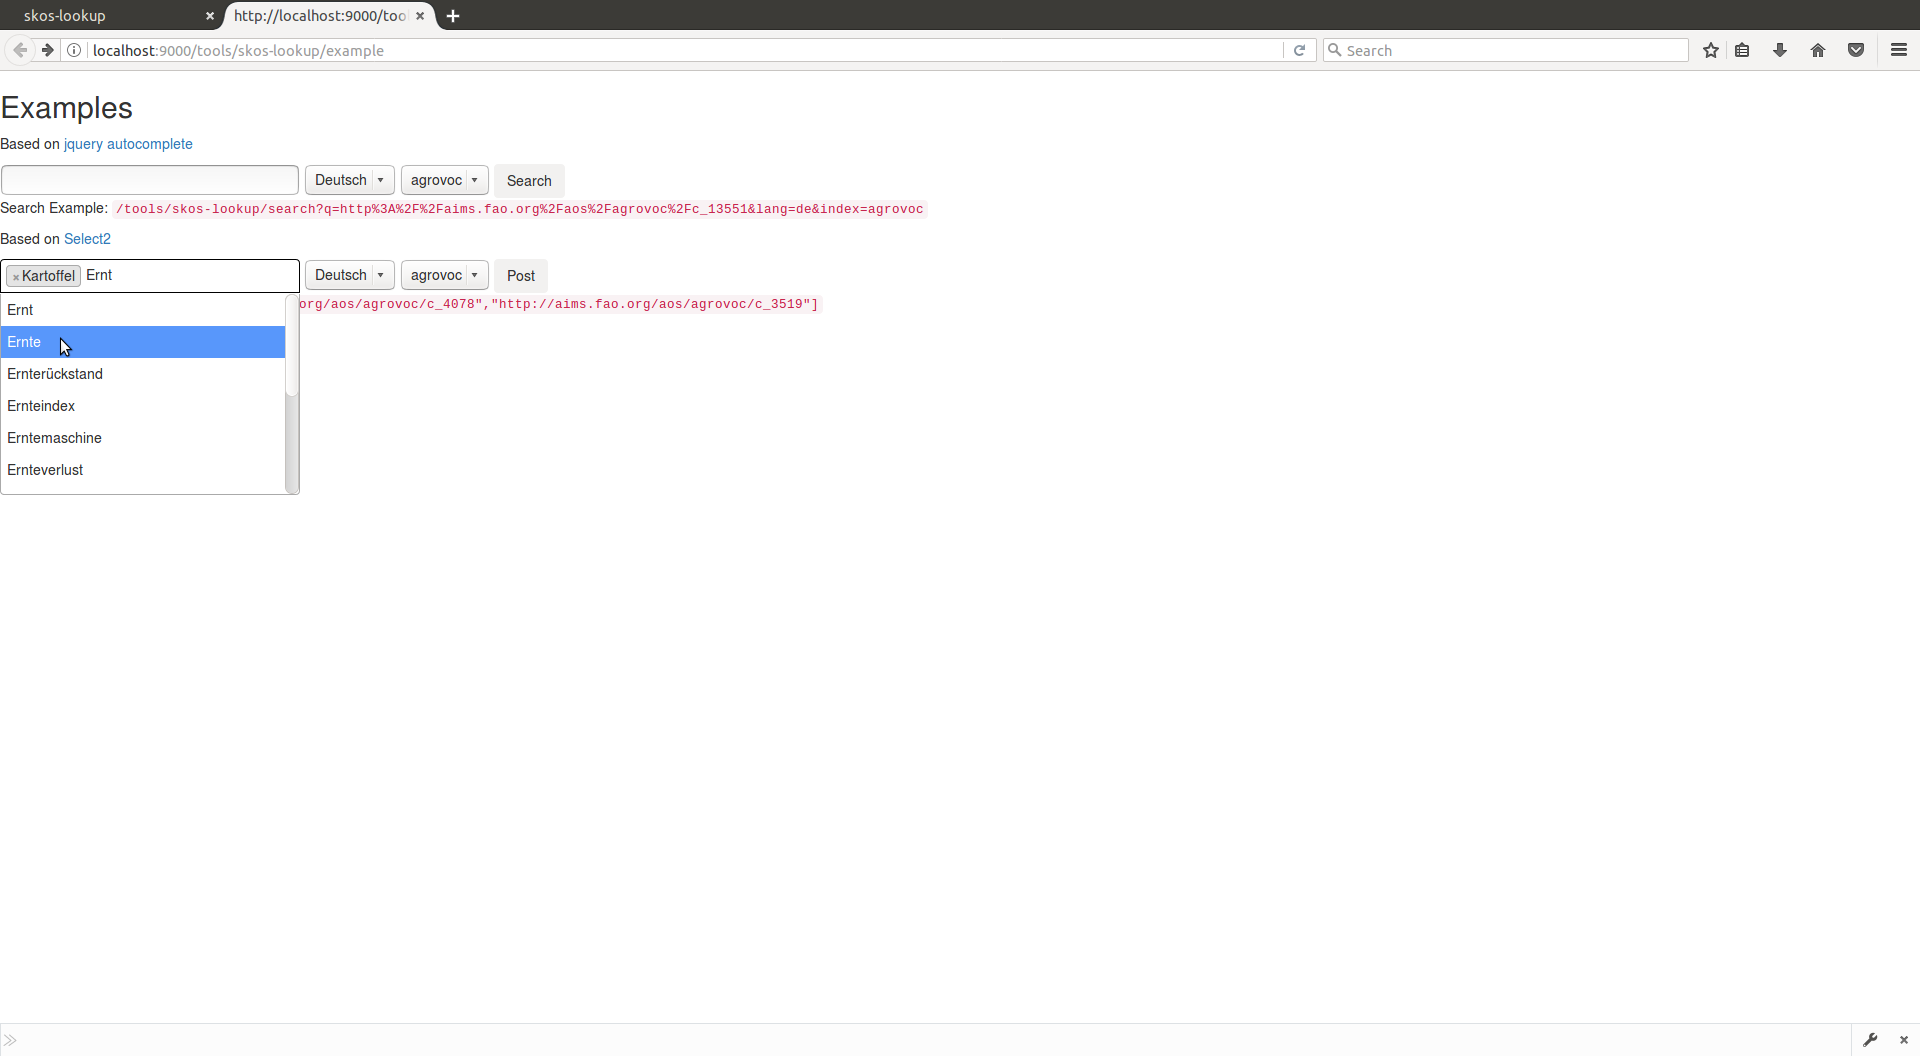 skos-lookup × http://localhost:9000/too × +
localhost:9000/tools/skos-lookup/example Search
Examples
Based on jquery autocomplete
Deutsch agrovoc Search
Search Example: /tools/skos-lookup/search?q=http%3A%2F%2Faims.fao.org%2Faos%2Fagrovoc%2Fc_13551&lang=de&index=agrovoc
Based on Select2
×Kartoffel Ernt Deutsch agrovoc Post
org/aos/agrovoc/c_4078","http://aims.fao.org/aos/agrovoc/c_3519"]
Ernt
Ernte
Ernterückstand
Ernteindex
Erntemaschine
Ernteverlust